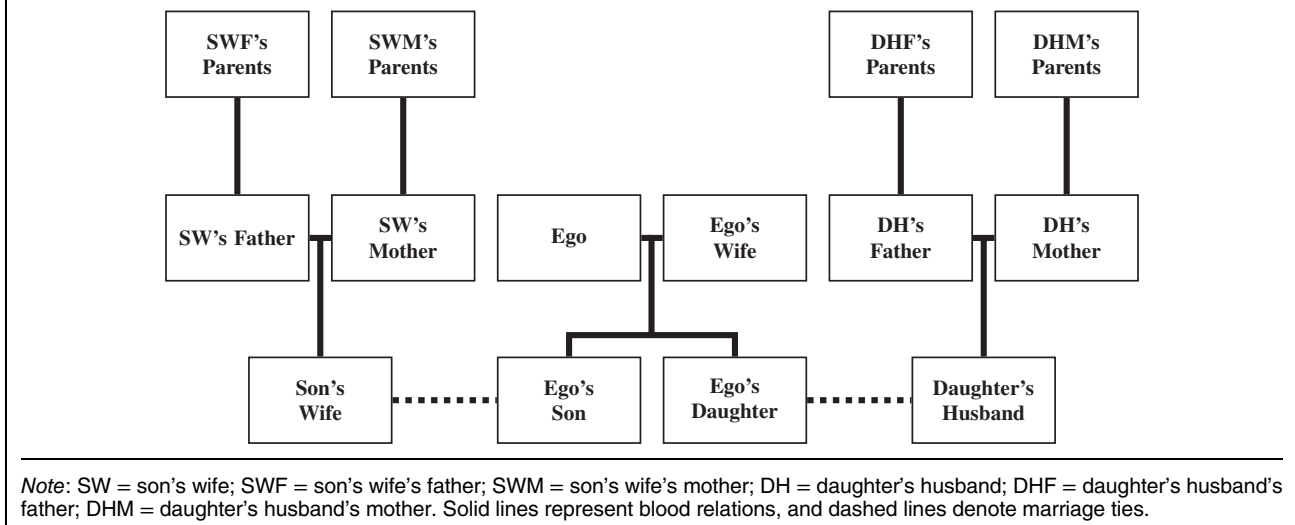 SWF's
Parents
SWM's
Parents
DHF's
Parents
DHM's
Parents
SW's Father
SW's
Mother
Ego
Ego's
Wife
DH's
Father
DH's
Mother
Son's
Wife
Ego's
Son
Ego's
Daughter
Daughter's
Husband
Note: SW = son's wife; SWF = son's wife's father; SWM = son's wife's mother; DH = daughter's husband; DHF = daughter's husband's
father; DHM = daughter's husband's mother. Solid lines represent blood relations, and dashed lines denote marriage ties.